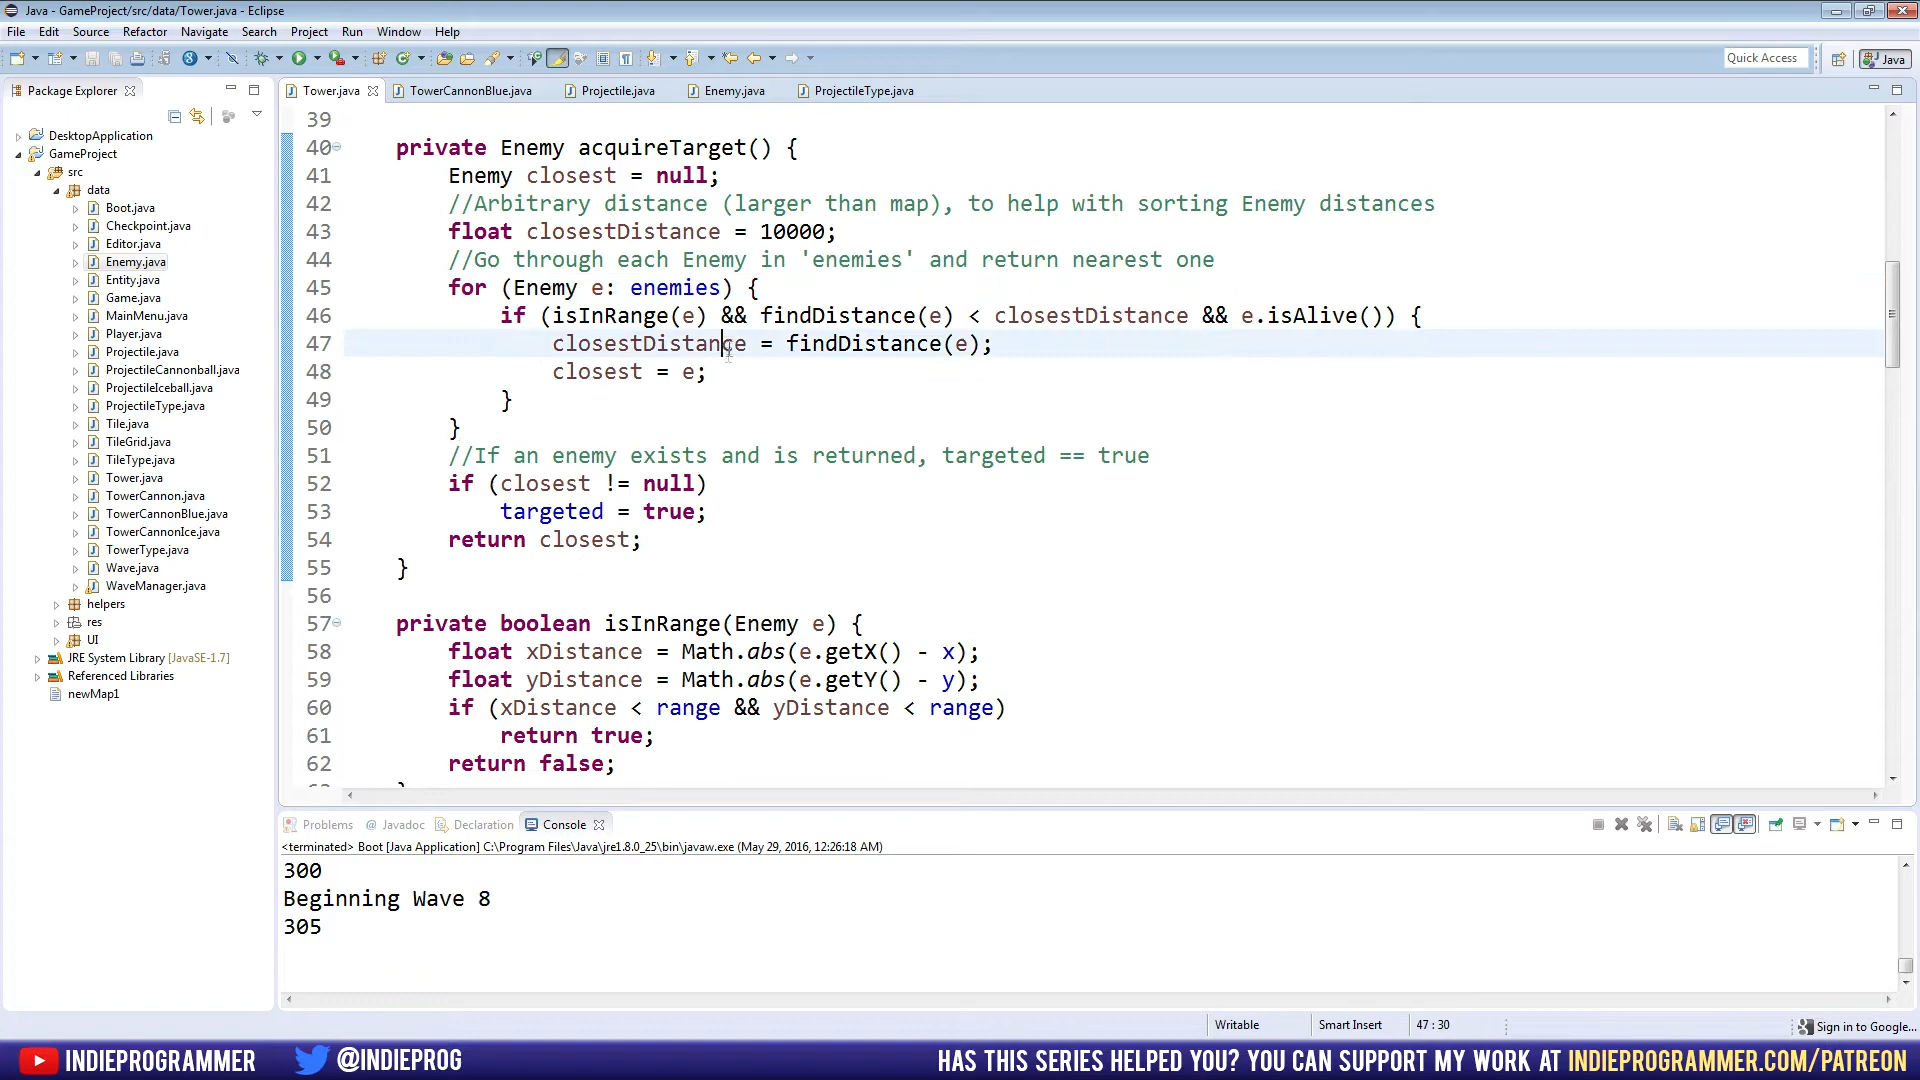 Java - GameProject/src/data/Tower.java - Eclipse
File Edit Source Refactor Navigate Search Project Run Window Help
Quick Access
Java
Package Explorer
DesktopApplication
GameProject
src
data
Boot.java
Checkpoint.java
Editor.java
Enemy.java
Entity.java
Game.java
MainMenu.java
Player.java
Projectile.java
ProjectileCannonball.java
ProjectileIceball.java
ProjectileType.java
Tile.java
TileGrid.java
TileType.java
Tower.java
TowerCannon.java
TowerCannonBlue.java
TowerCannonIce.java
TowerType.java
Wave.java
WaveManager.java
helpers
res
UI
JRE System Library [JavaSE-1.7]
Referenced Libraries
newMap1
Tower.java TowerCannonBlue.java Projectile.java Enemy.java ProjectileType.java
39
40 private Enemy acquireTarget() {
41 Enemy closest = null;
42 //Arbitrary distance (larger than map), to help with sorting Enemy distances
43 float closestDistance = 10000;
44 //Go through each Enemy in 'enemies' and return nearest one
45 for (Enemy e: enemies) {
46 if (isInRange(e) && findDistance(e) < closestDistance && e.isAlive()) {
47 closestDistance = findDistance(e);
48 closest = e;
49 }
50 }
51 //If an enemy exists and is returned, targeted == true
52 if (closest != null)
53 targeted = true;
54 return closest;
55 }
56
57 private boolean isInRange(Enemy e) {
58 float xDistance = Math.abs(e.getX() - x);
59 float yDistance = Math.abs(e.getY() - y);
60 if (xDistance < range && yDistance < range)
61 return true;
62 return false;
Problems @ Javadoc Declaration Console
<terminated> Boot [Java Application] C:\Program Files\Java\jre1.8.0_25\bin\javaw.exe (May 29, 2016, 12:26:18 AM)
300
Beginning Wave 8
305
Writable Smart Insert 47 : 30
Sign in to Google...
INDIEPROGRAMMER @INDIEPROG HAS THIS SERIES HELPED YOU? YOU CAN SUPPORT MY WORK AT INDIEPROGRAMMER.COM/PATREON